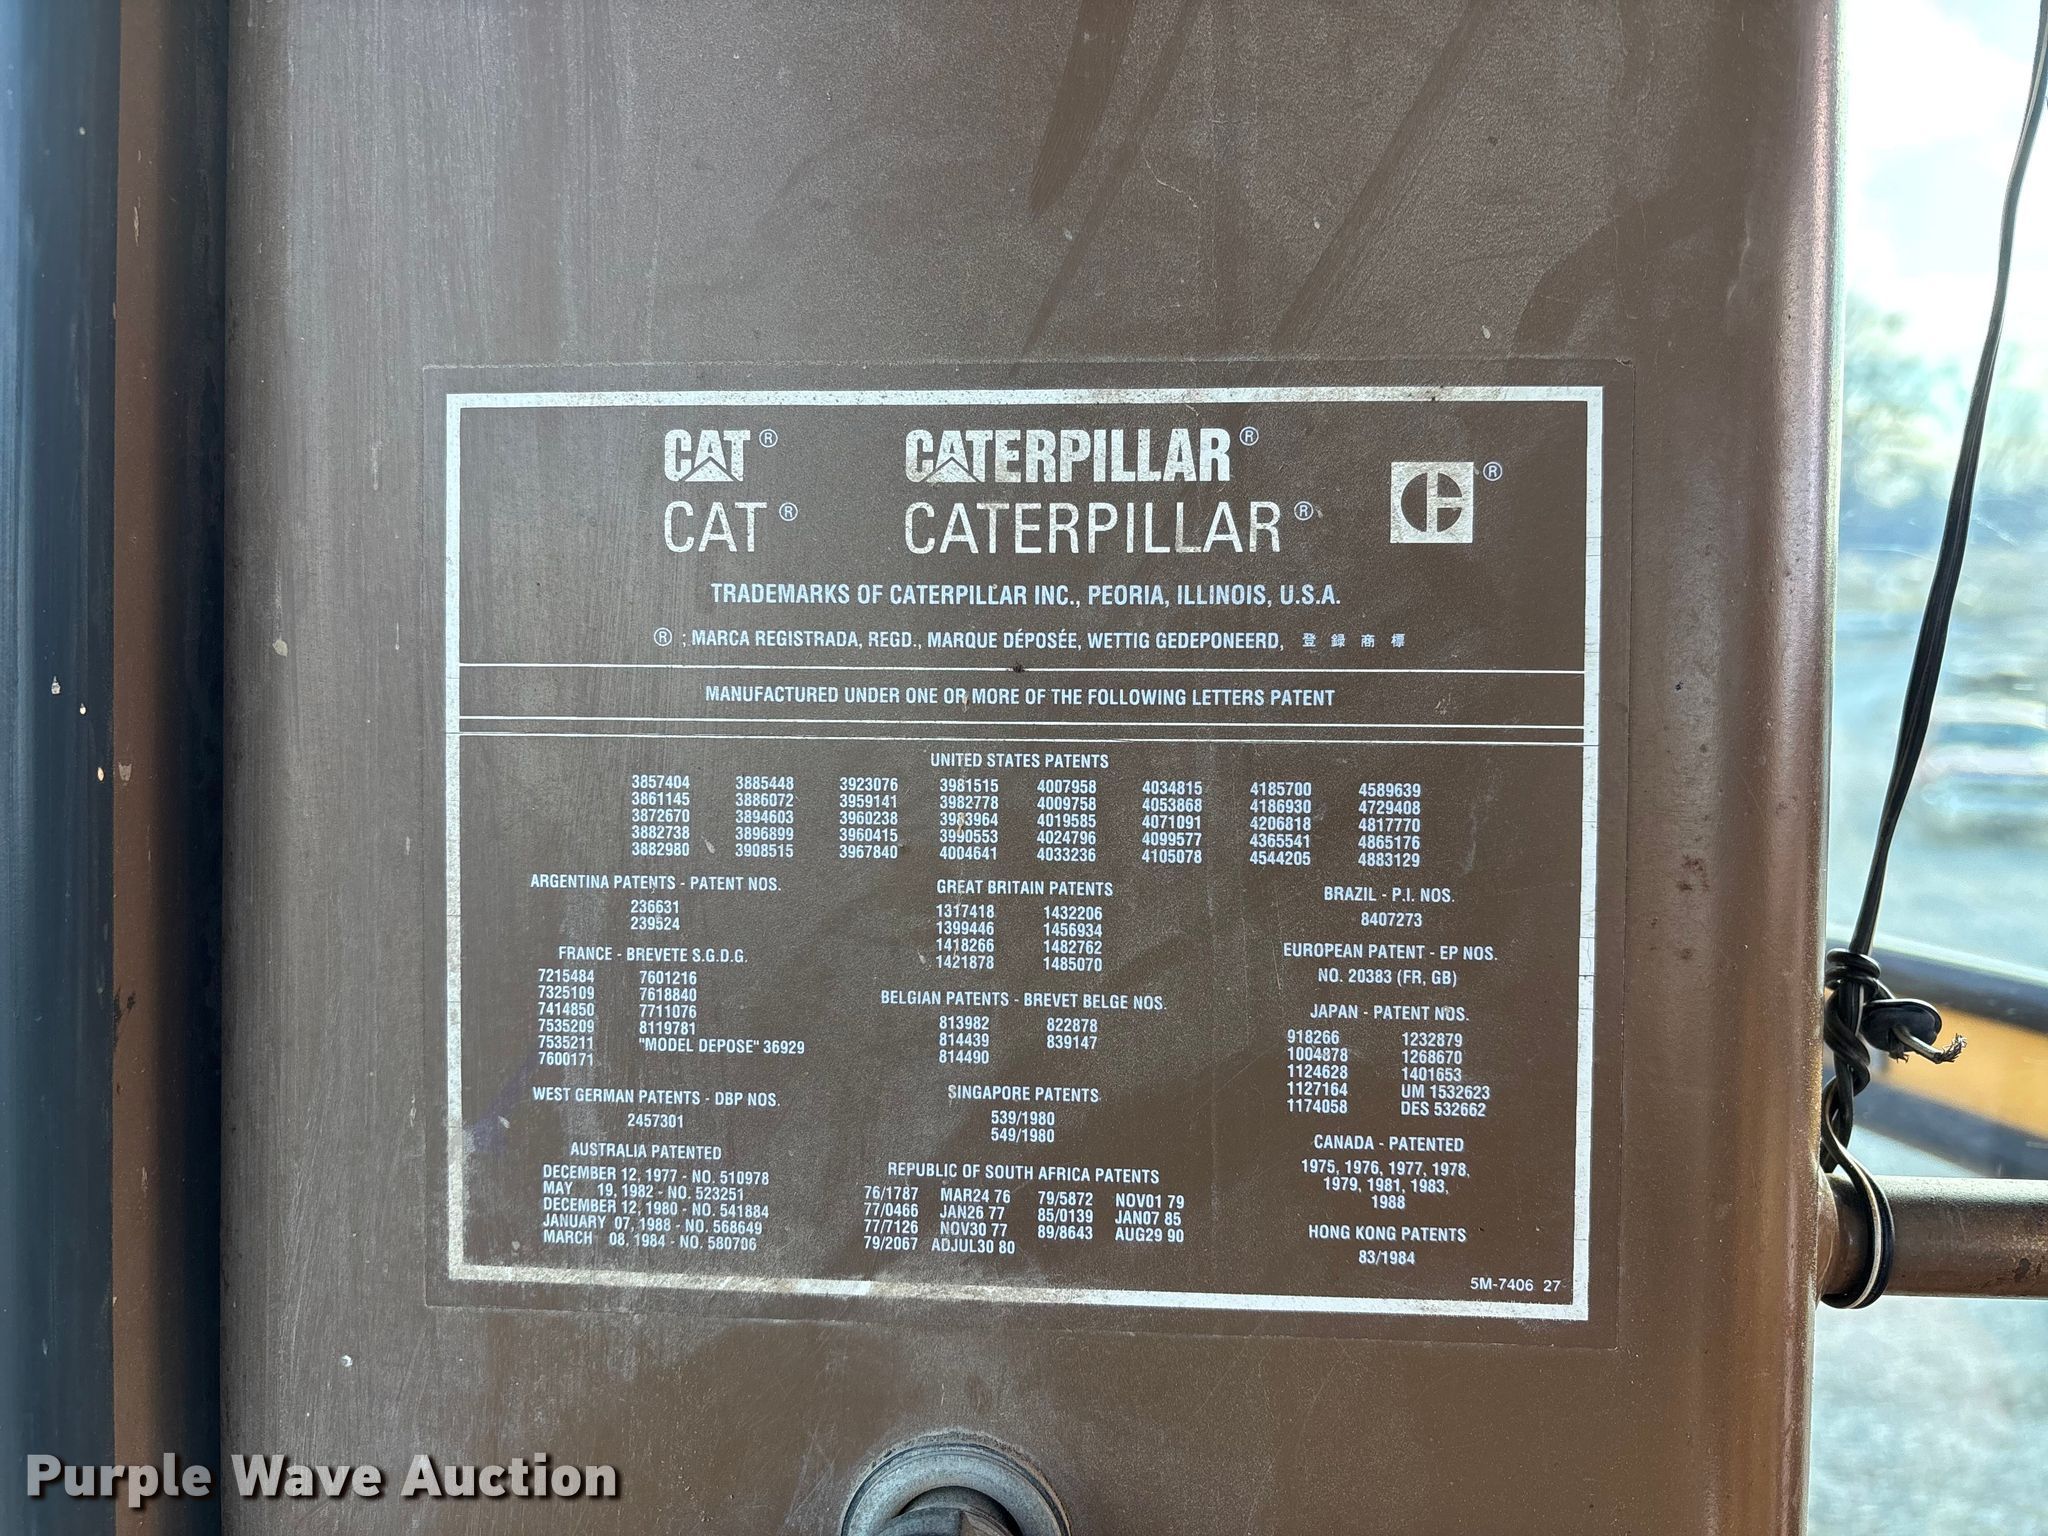 CAT® CATERPILLAR®
CAT® CATERPILLAR® ®
TRADEMARKS OF CATERPILLAR INC., PEORIA, ILLINOIS, U.S.A.
® ; MARCA REGISTRADA, REGD., MARQUE DÉPOSÉE, WETTIG GEDEPONEERD, 登録商標
MANUFACTURED UNDER ONE OR MORE OF THE FOLLOWING LETTERS PATENT
UNITED STATES PATENTS
3857404 3885448 3923076 3981515 4007958 4034815 4185700 4589639
3861145 3886072 3959141 3982778 4009758 4053868 4186930 4729408
3872670 3894603 3960238 3983964 4019585 4071091 4206818 4817770
3882738 3896899 3960415 3990553 4024796 4099577 4365541 4865176
3882980 3908515 3967840 4004641 4033236 4105078 4544205 4883129
ARGENTINA PATENTS - PATENT NOS.
236631
239524
FRANCE - BREVETE S.G.D.G.
7215484 7601216
7325109 7618840
7414850 7711076
7535209 8119781
7535211 "MODEL DEPOSE" 36929
7600171
WEST GERMAN PATENTS - DBP NOS.
2457301
AUSTRALIA PATENTED
DECEMBER 12, 1977 - NO. 510978
MAY 19, 1982 - NO. 523251
DECEMBER 12, 1980 - NO. 541884
JANUARY 07, 1988 - NO. 568649
MARCH 08, 1984 - NO. 580706
GREAT BRITAIN PATENTS
1317418 1432206
1399446 1456934
1418266 1482762
1421878 1485070
BELGIAN PATENTS - BREVET BELGE NOS.
813982 822878
814439 839147
814490
SINGAPORE PATENTS
539/1980
549/1980
REPUBLIC OF SOUTH AFRICA PATENTS
76/1787 MAR24 76 79/5872 NOV01 79
77/0466 JAN26 77 85/0139 JAN07 85
77/7126 NOV30 77 89/8643 AUG29 90
79/2067 ADJUL30 80
BRAZIL - P.I. NOS.
8407273
EUROPEAN PATENT - EP NOS.
NO. 20383 (FR, GB)
JAPAN - PATENT NOS.
918266 1232879
1004878 1268670
1124628 1401653
1127164 UM 1532623
1174058 DES 532662
CANADA - PATENTED
1975, 1976, 1977, 1978,
1979, 1981, 1983,
1988
HONG KONG PATENTS
83/1984
5M-7406 27
Purple Wave Auction